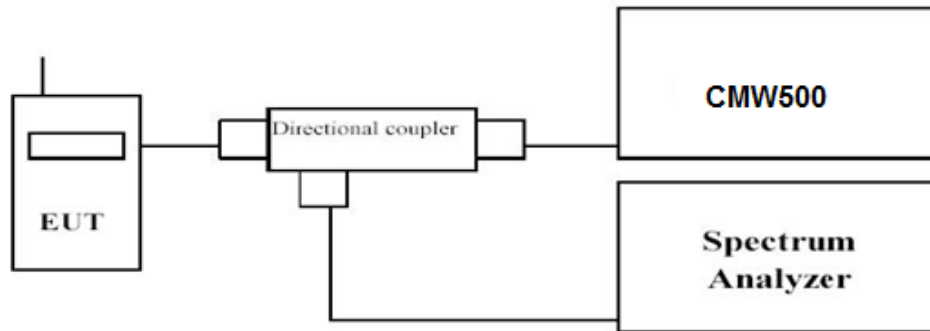 EUT
Directional coupler
CMW500
Spectrum
Analyzer